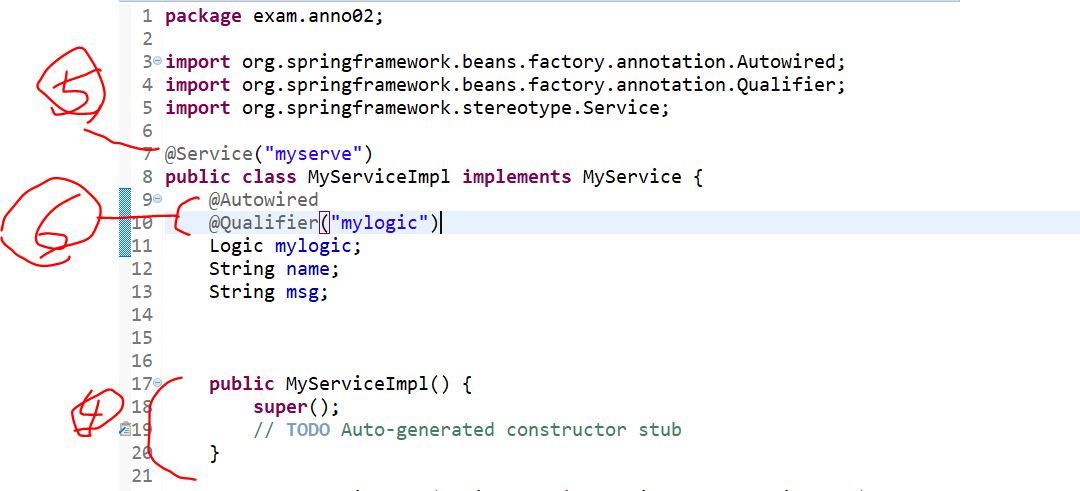 1 package exam.anno02;
2
3 import org.springframework.beans.factory.annotation.Autowired;
4 import org.springframework.beans.factory.annotation.Qualifier;
5 import org.springframework.stereotype.Service;
6
5
7 @Service("myserve")
8 public class MyServiceImpl implements MyService {
9 @Autowired
6
10 @Qualifier("mylogic")
11 Logic mylogic;
12 String name;
13 String msg;
14
15
16
17 public MyServiceImpl() {
4
18 super();
19 // TODO Auto-generated constructor stub
20 }
21